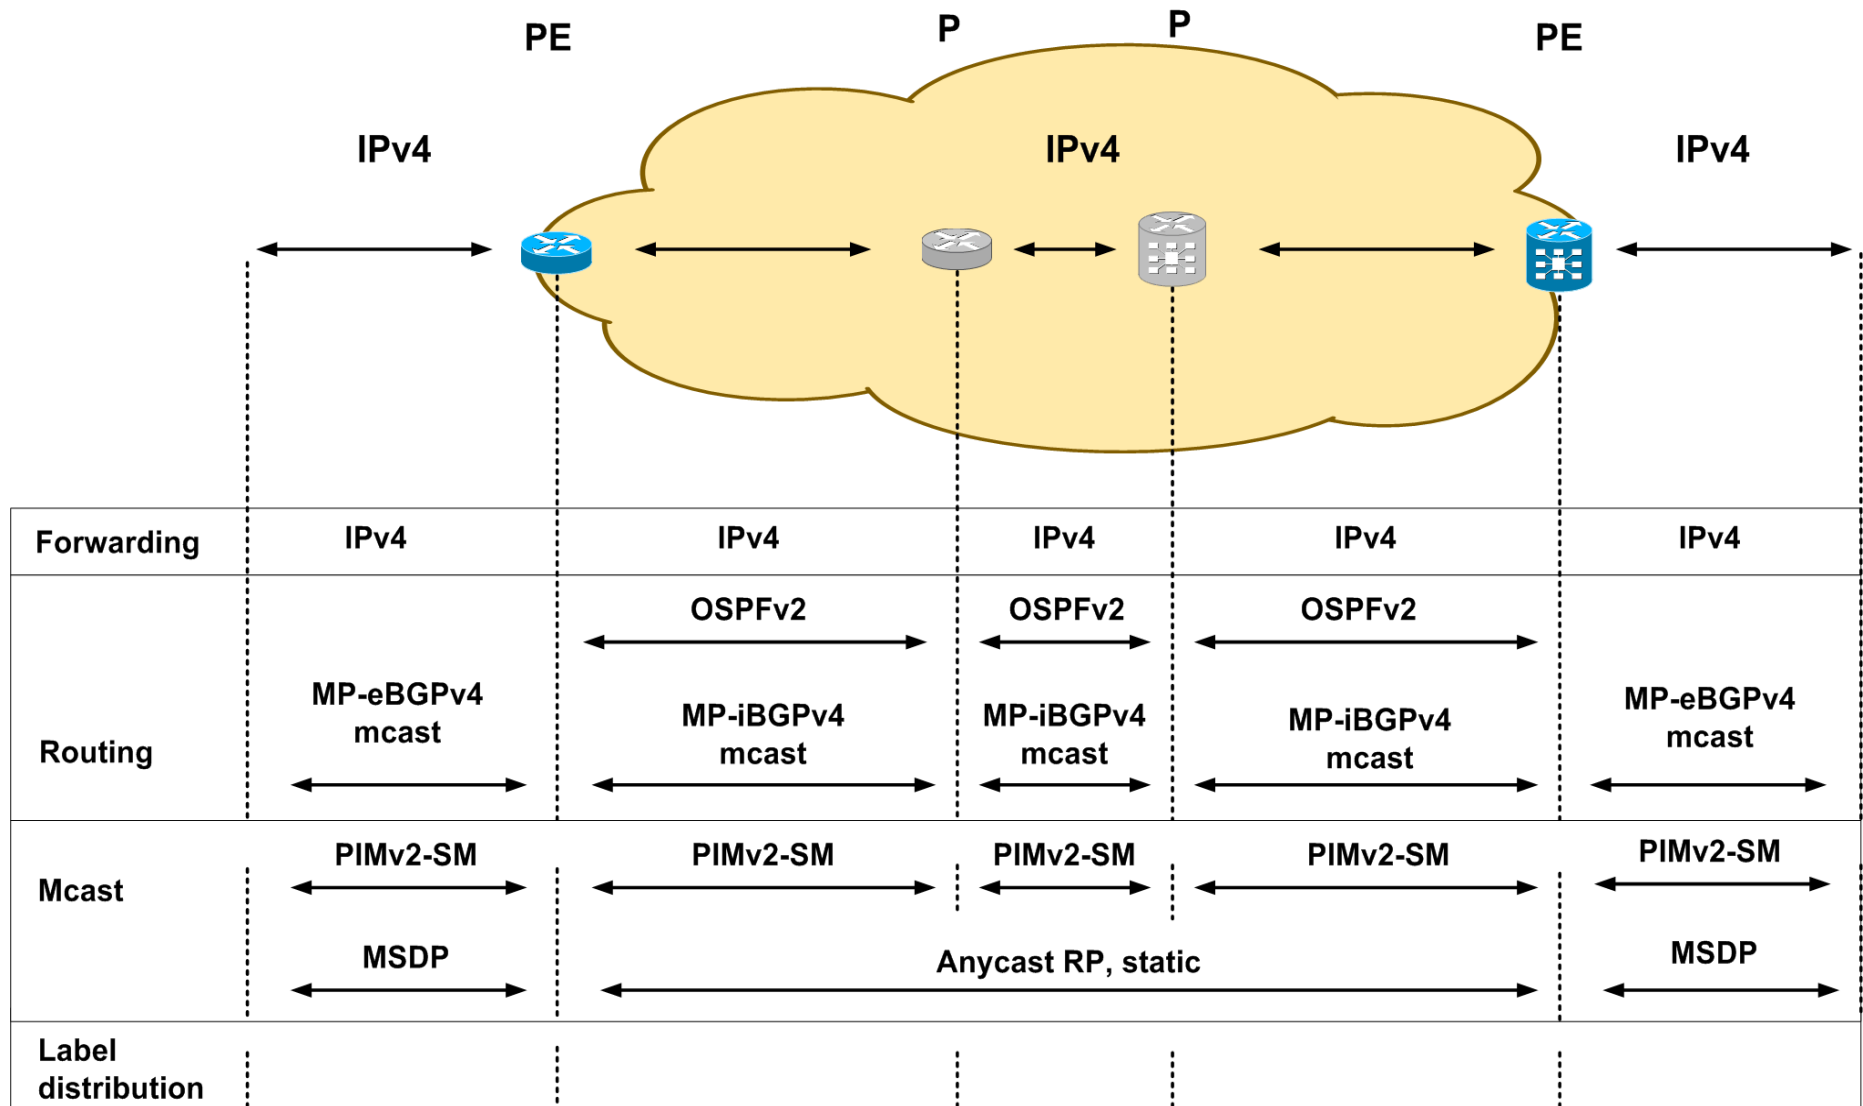 PE
P
P
PE
IPv4
IPv4
IPv4
Forwarding
IPv4
IPv4
IPv4
IPv4
IPv4
Routing
OSPFv2
OSPFv2
OSPFv2
MP-eBGPv4
mcast
MP-iBGPv4
mcast
MP-iBGPv4
mcast
MP-iBGPv4
mcast
MP-eBGPv4
mcast
Mcast
PIMv2-SM
PIMv2-SM
PIMv2-SM
PIMv2-SM
PIMv2-SM
MSDP
Anycast RP, static
MSDP
Label
distribution